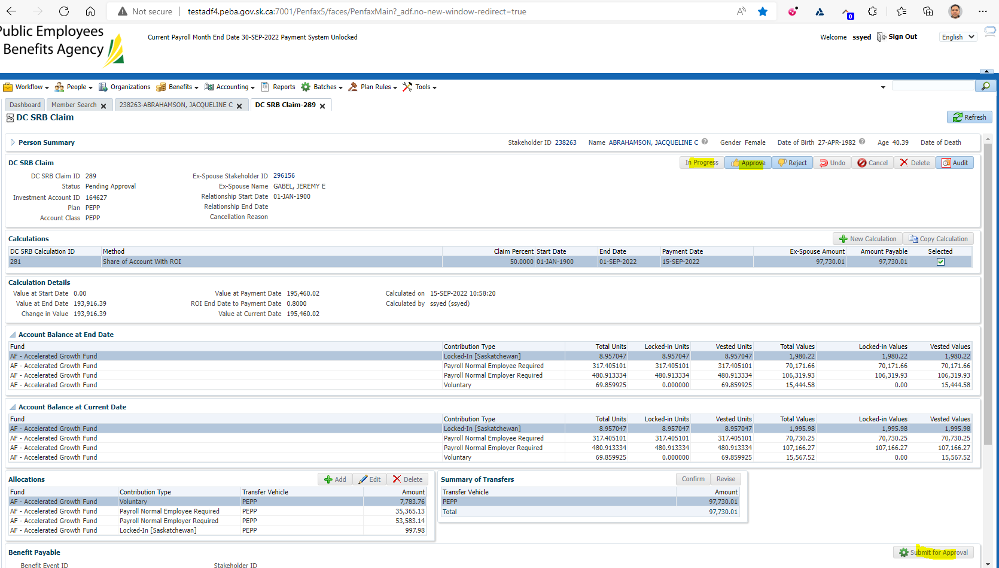 Not secure testadf4.peba.gov.sk.ca:7001/Penfax5/faces/PenfaxMain?_adf.no-new-window-redirect=true
0
Public Employees
Benefits Agency
Current Payroll Month End Date 30-SEP-2022 Payment System Unlocked
Welcome ssyed Sign Out English
Workflow People Organizations Benefits Accounting Reports Batches Plan Rules Tools
Dashboard Member Search 238263-ABRAHAMSON, JACQUELINE C DC SRB Claim-289
DC SRB Claim Refresh
Person Summary Stakeholder ID 238263 Name ABRAHAMSON, JACQUELINE C Gender Female Date of Birth 27-APR-1982 Age 40.39 Date of Death
DC SRB Claim In Progress Approve Reject Undo Cancel Delete Audit
DC SRB Claim ID 289 Ex-Spouse Stakeholder ID 296156
Status Pending Approval Ex-Spouse Name GABEL, JEREMY E
Investment Account ID 164627 Relationship Start Date 01-JAN-1900
Plan PEPP Relationship End Date
Account Class PEPP Cancellation Reason
Calculations New Calculation Copy Calculation
DC SRB Calculation ID Method Claim Percent Start Date End Date Payment Date Ex-Spouse Amount Amount Payable Selected
281 Share of Account With ROI 50.0000 01-JAN-1900 01-SEP-2022 15-SEP-2022 97,730.01 97,730.01
Calculation Details
Value at Start Date 0.00 Value at Payment Date 195,460.02 Calculated on 15-SEP-2022 10:58:20
Value at End Date 193,916.39 ROI End Date to Payment Date 0.8000 Calculated by ssyed (ssyed)
Change in Value 193,916.39 Value at Current Date 195,460.02
Account Balance at End Date
Fund Contribution Type Total Units Locked-in Units Vested Units Total Values Locked-in Values Vested Values
AF - Accelerated Growth Fund Locked-In [Saskatchewan] 8.957047 8.957047 8.957047 1,980.22 1,980.22 1,980.22
AF - Accelerated Growth Fund Payroll Normal Employee Required 317.405101 317.405101 317.405101 70,171.66 70,171.66 70,171.66
AF - Accelerated Growth Fund Payroll Normal Employer Required 480.913334 480.913334 480.913334 106,319.93 106,319.93 106,319.93
AF - Accelerated Growth Fund Voluntary 69.859925 0.000000 69.859925 15,444.58 0.00 15,444.58
Account Balance at Current Date
Fund Contribution Type Total Units Locked-in Units Vested Units Total Values Locked-in Values Vested Values
AF - Accelerated Growth Fund Locked-In [Saskatchewan] 8.957047 8.957047 8.957047 1,995.98 1,995.98 1,995.98
AF - Accelerated Growth Fund Payroll Normal Employee Required 317.405101 317.405101 317.405101 70,730.25 70,730.25 70,730.25
AF - Accelerated Growth Fund Payroll Normal Employer Required 480.913334 480.913334 480.913334 107,166.27 107,166.27 107,166.27
AF - Accelerated Growth Fund Voluntary 69.859925 0.000000 69.859925 15,567.52 0.00 15,567.52
Allocations Add Edit Delete
Fund Contribution Type Transfer Vehicle Amount
AF - Accelerated Growth Fund Voluntary PEPP 7,783.76
AF - Accelerated Growth Fund Payroll Normal Employee Required PEPP 35,365.13
AF - Accelerated Growth Fund Payroll Normal Employer Required PEPP 53,583.14
AF - Accelerated Growth Fund Locked-In [Saskatchewan] PEPP 997.98
Summary of Transfers Confirm Revise
Transfer Vehicle Amount
PEPP 97,730.01
Total 97,730.01
Benefit Payable Submit for Approval
Benefit Event ID Stakeholder ID